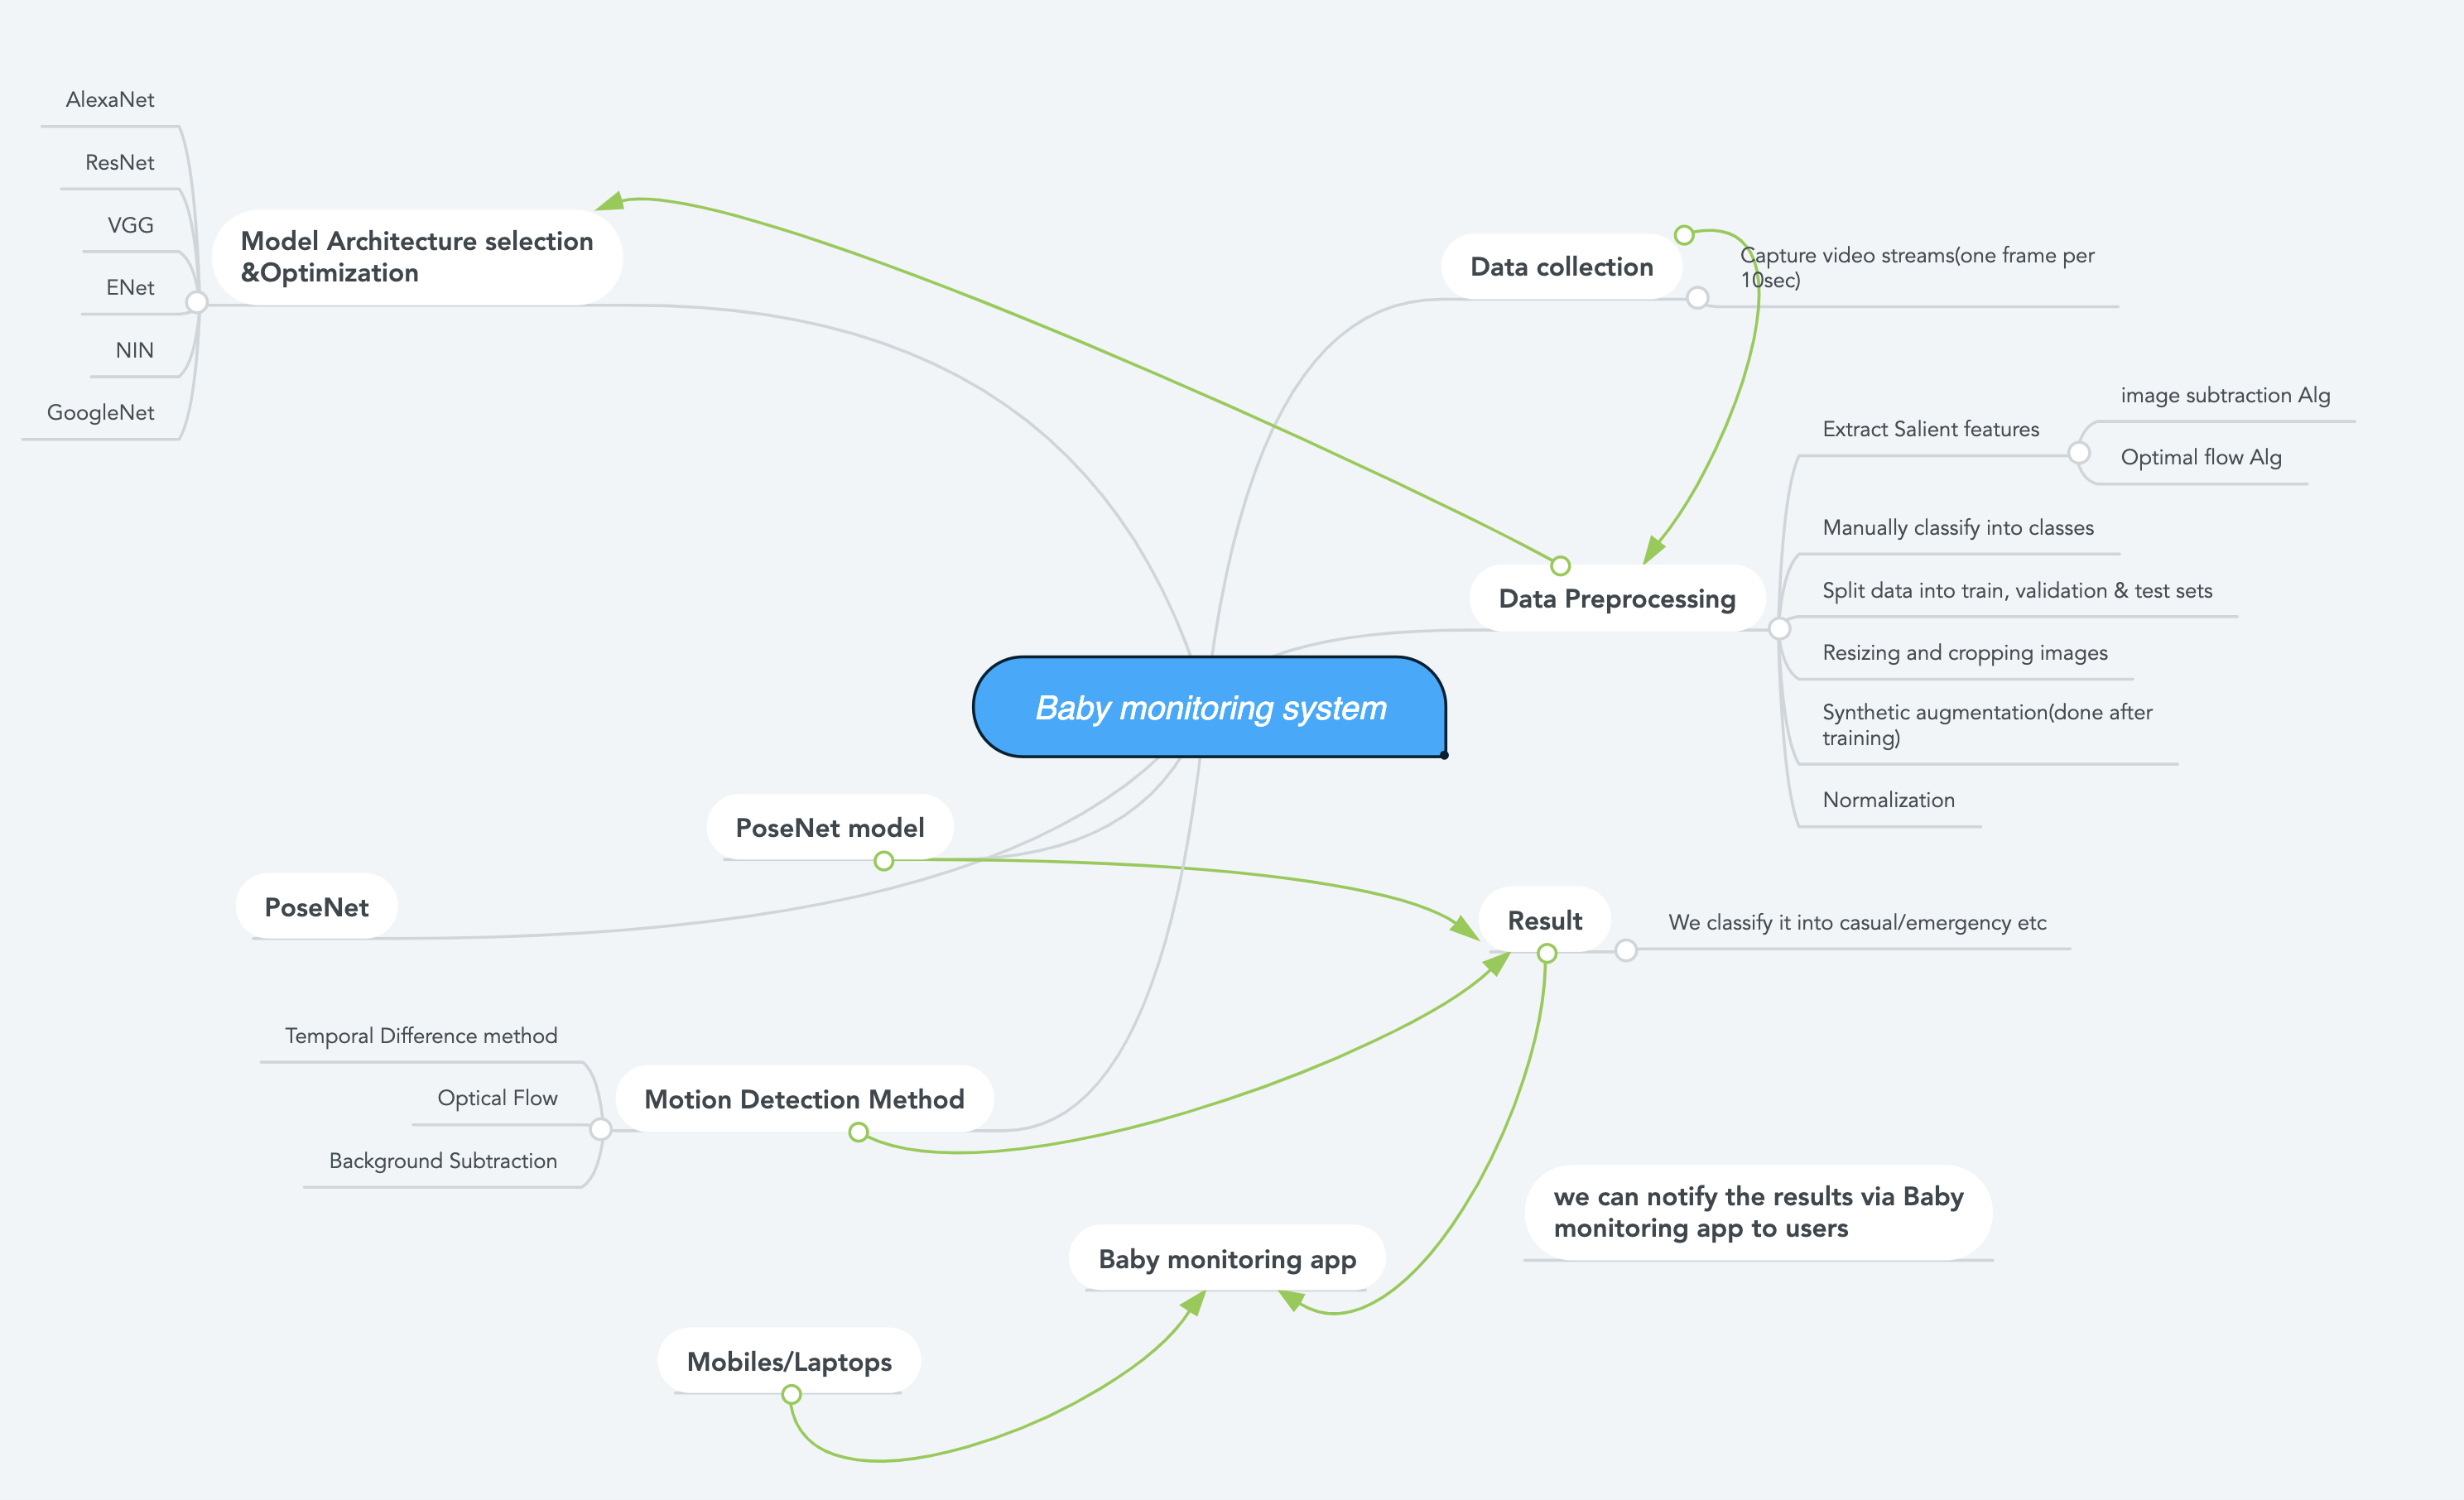 AlexaNet
ResNet
VGG
ENet
NIN
GoogleNet
Model Architecture selection
&Optimization
Data collection
Capture video streams(one frame per
10sec)
Extract Salient features
image subtraction Alg
Optimal flow Alg
Manually classify into classes
Data Preprocessing
Split data into train, validation & test sets
Resizing and cropping images
Synthetic augmentation(done after
training)
Normalization
Baby monitoring system
PoseNet model
PoseNet
Result
We classify it into casual/emergency etc
Temporal Difference method
Optical Flow
Background Subtraction
Motion Detection Method
we can notify the results via Baby
monitoring app to users
Baby monitoring app
Mobiles/Laptops